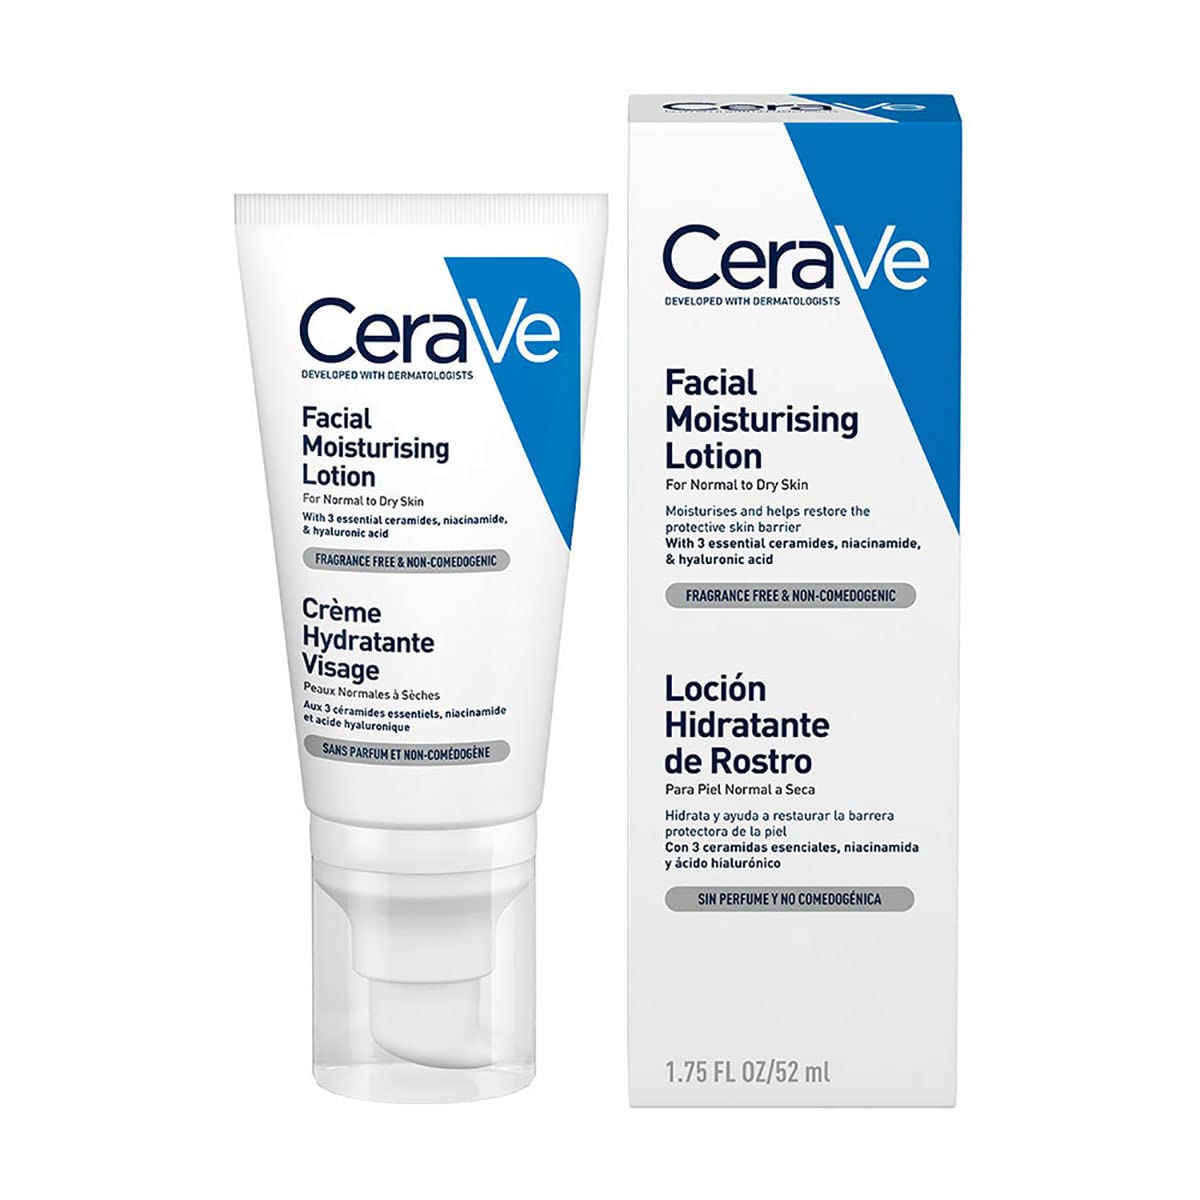 CeraVe
DEVELOPED WITH DERMATOLOGISTS
Facial
Moisturising
Lotion
For Normal to Dry Skin
With 3 essential ceramides, niacinamide,
& hyaluronic acid
FRAGRANCE FREE & NON-COMEDOGENIC
Crème
Hydratante
Visage
Peaux Normales à Sèches
Aux 3 céramides essentiels, niacinamide
et acide hyaluronique
SANS PARFUM ET NON-COMÉDOGÈNE
CeraVe
DEVELOPED WITH DERMATOLOGISTS
CeraVe
DEVELOPED WITH DERMATOLOGISTS
Facial
Moisturising
Lotion
For Normal to Dry Skin
Moisturises and helps restore the
protective skin barrier
With 3 essential ceramides, niacinamide,
& hyaluronic acid
FRAGRANCE FREE & NON-COMEDOGENIC
Loción
Hidratante
de Rostro
Para Piel Normal a Seca
Hidrata y ayuda a restaurar la barrera
protectora de la piel
Con 3 ceramidas esenciales, niacinamida
y ácido hialurónico
SIN PERFUME Y NO COMEDOGÉNICA
1.75 FL OZ/52 ml